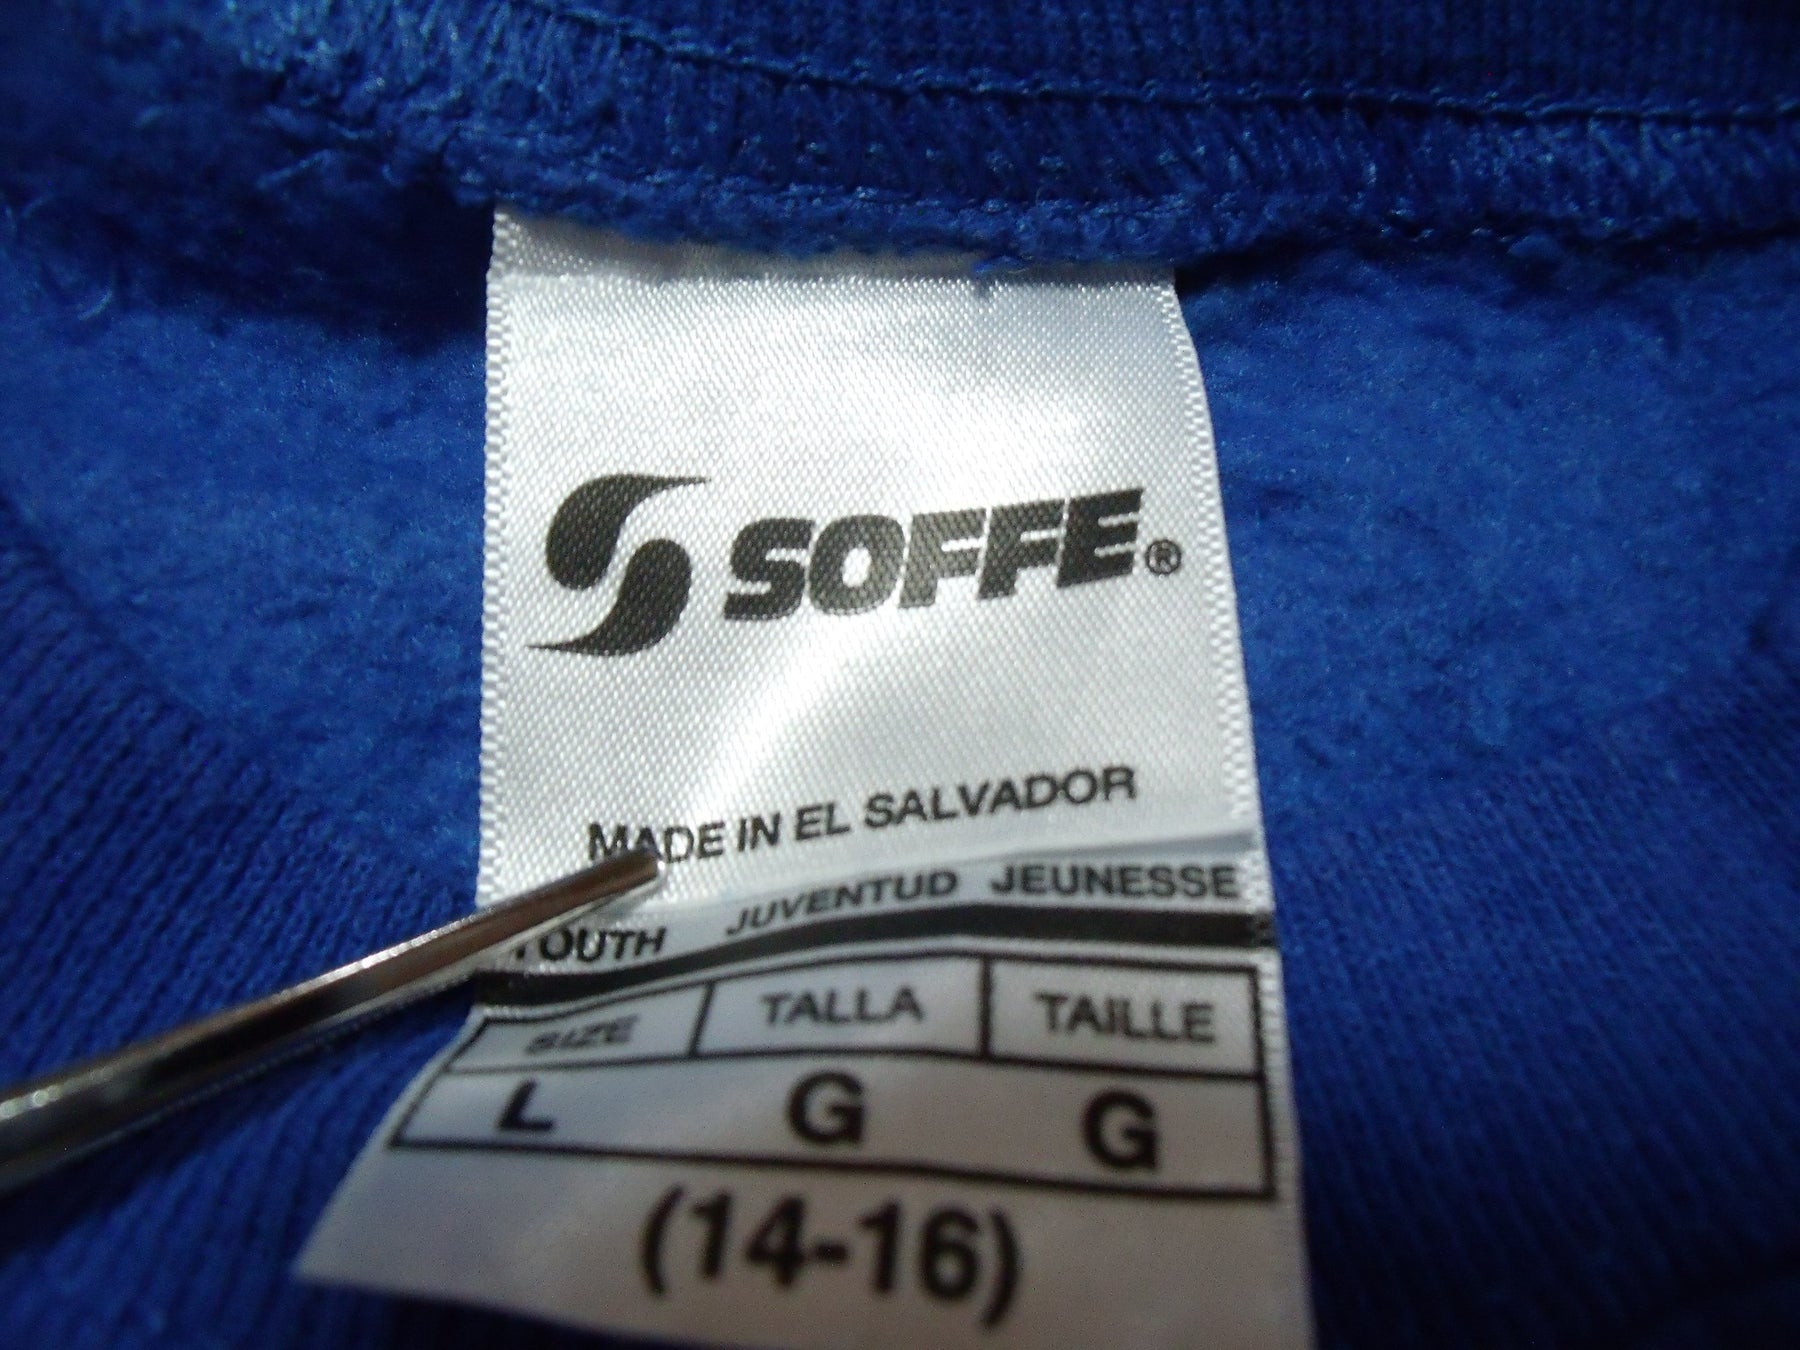 SOFFE®
MADE IN EL SALVADOR
YOUTH JUVENTUD JEUNESSE
SIZE TALLA TAILLE
L G G
(14-16)